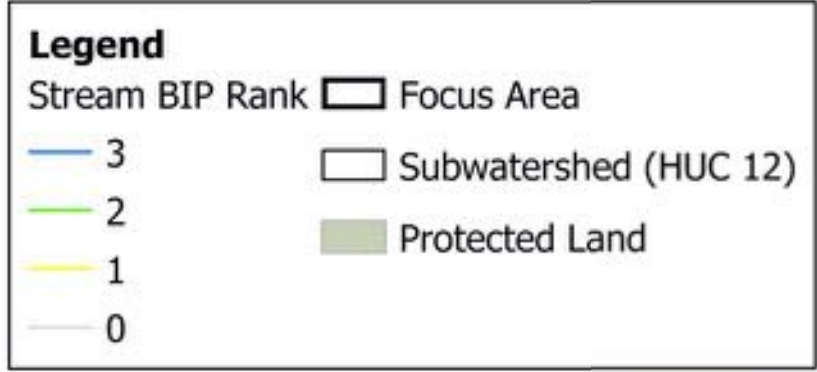 Legend
Stream BIP Rank
3
2
1
0
Focus Area
Subwatershed (HUC 12)
Protected Land